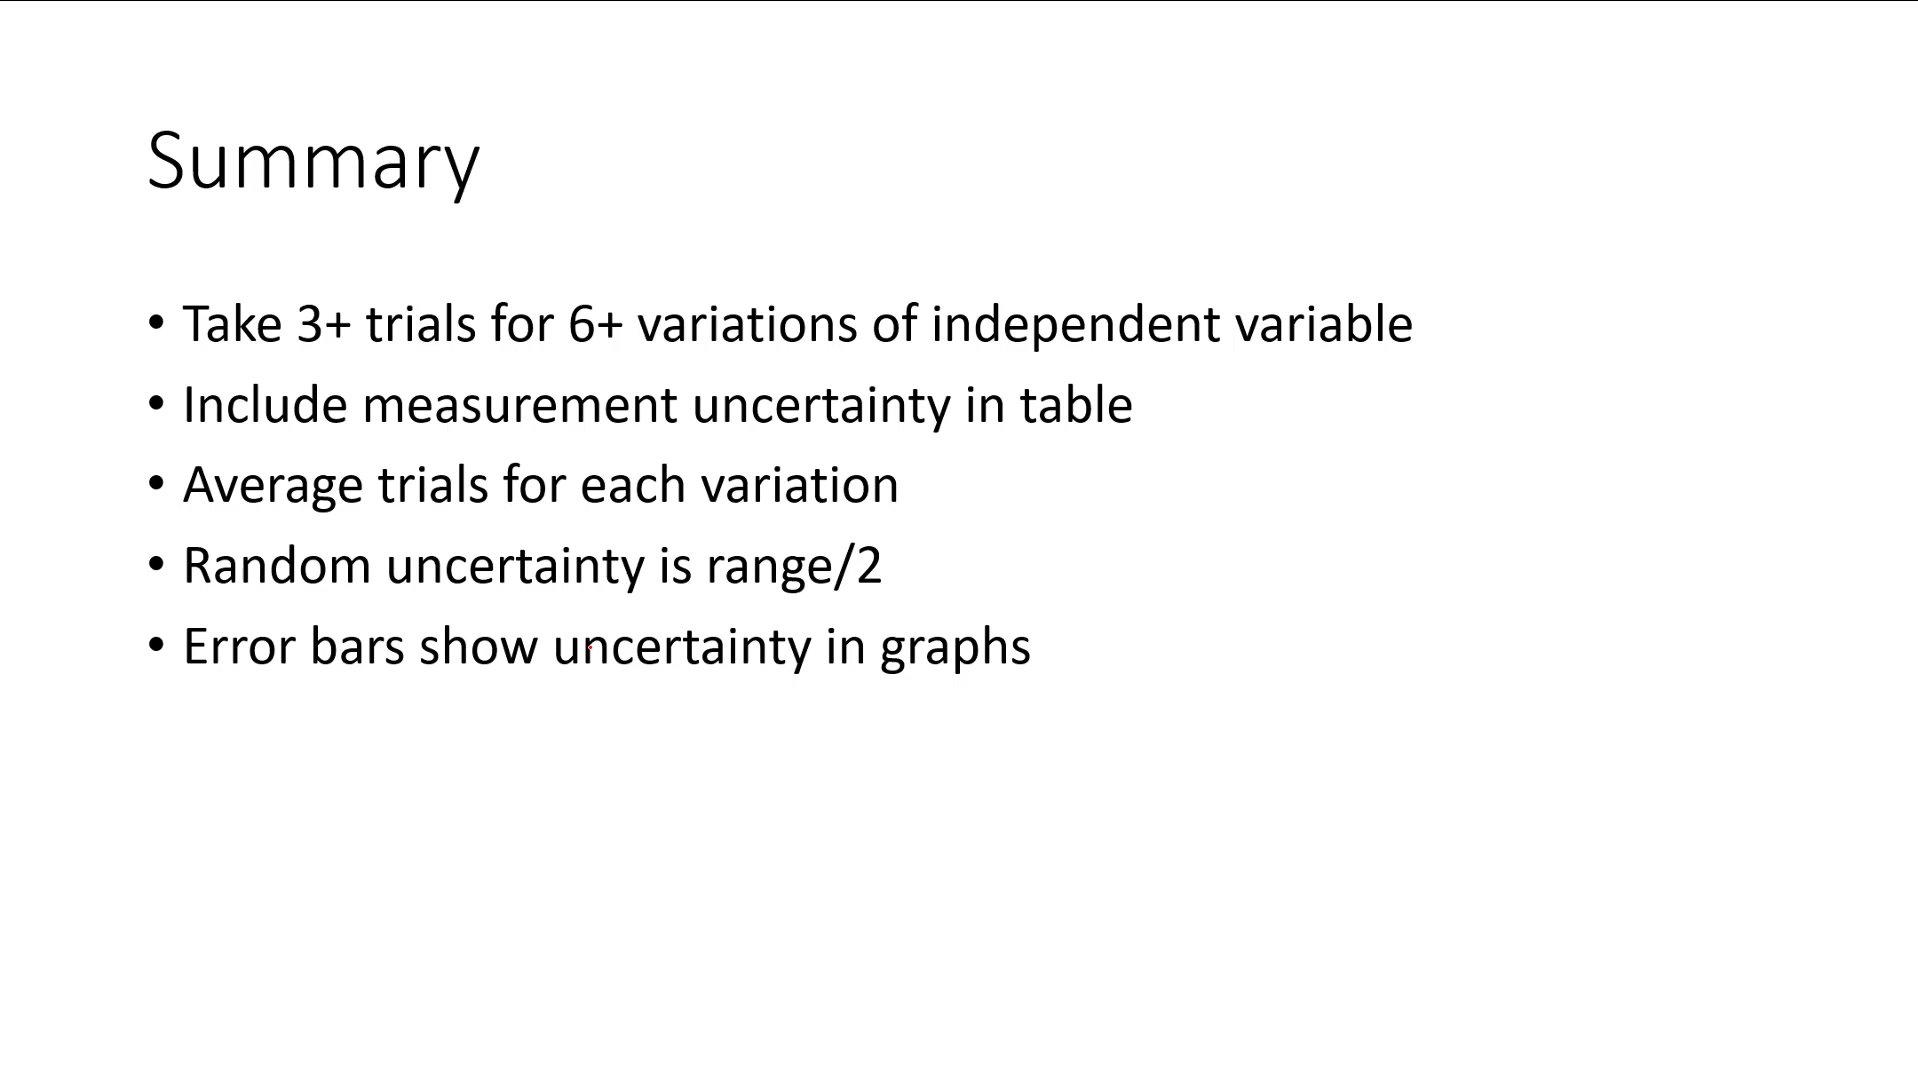 Summary
• Take 3+ trials for 6+ variations of independent variable
• Include measurement uncertainty in table
• Average trials for each variation
• Random uncertainty is range/2
• Error bars show uncertainty in graphs